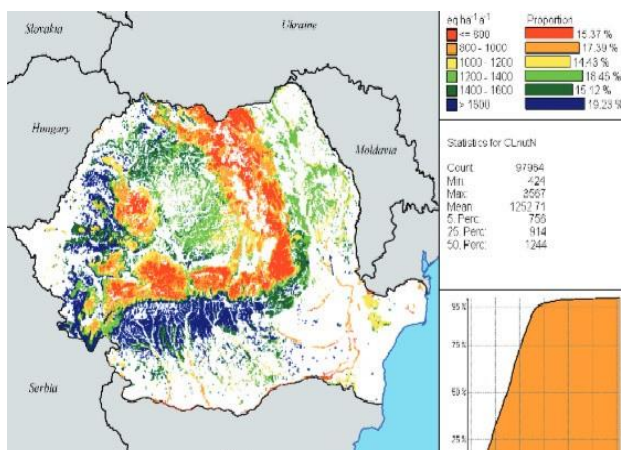 Slovakia
Ukraine
Hungary
Moldavia
Serbia
eq ha⁻¹a⁻¹ Proportion
<= 800 15.37 %
800 - 1000 17.39 %
1000 - 1200 14.43 %
1200 - 1400 18.45 %
1400 - 1600 15.12 %
> 1600 19.23 %
Statistics for CLnutN
Count: 97964
Min: 424
Max: 3567
Mean: 1252.71
5. Perc: 756
25. Perc: 914
50. Perc: 1244
95%
75%
50%
25%